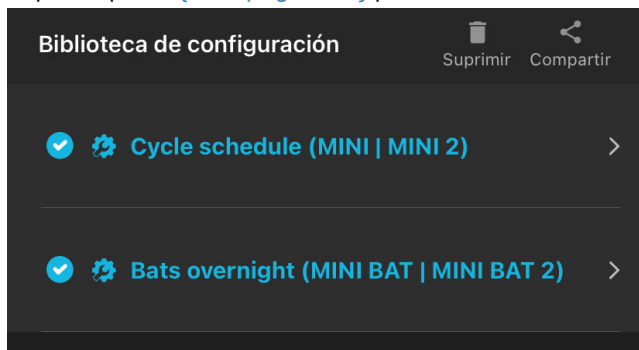 Biblioteca de configuración
Suprimir Compartir
Cycle schedule (MINI | MINI 2)
Bats overnight (MINI BAT | MINI BAT 2)